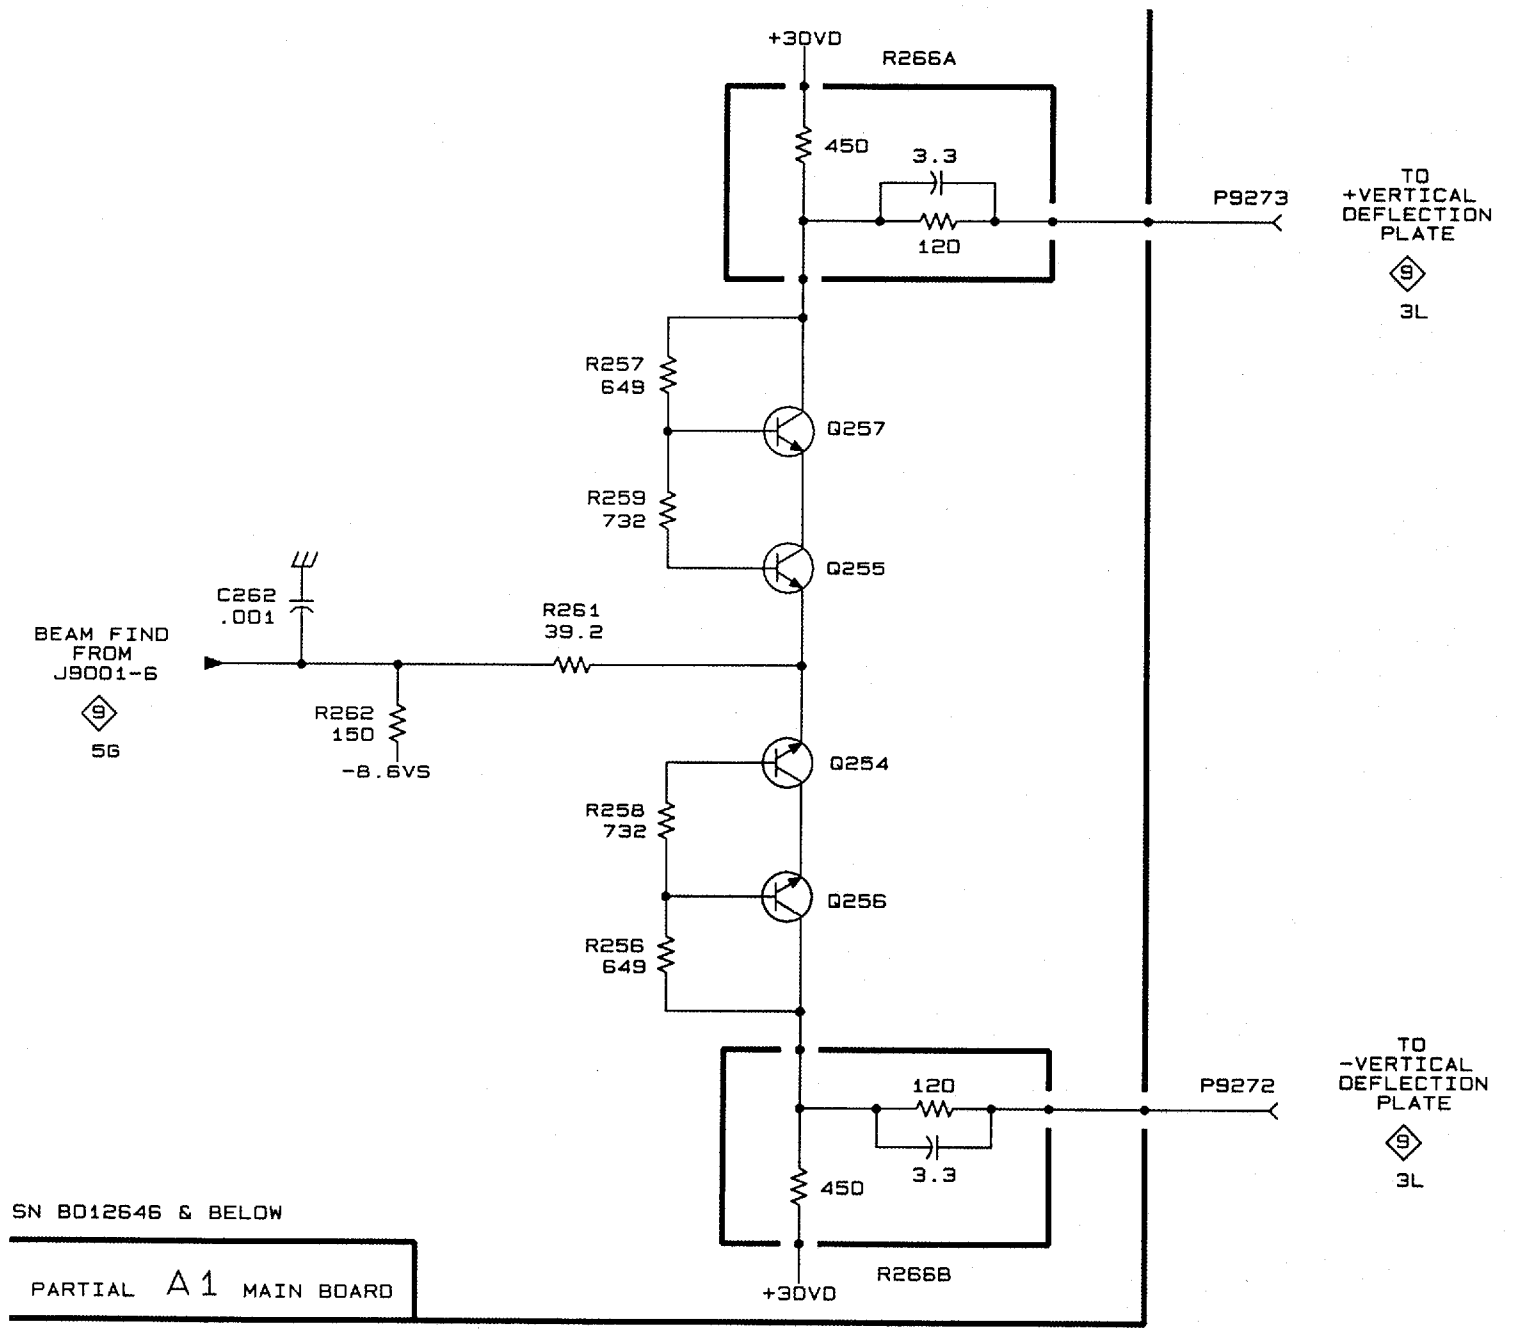 +30VD
R266A
450
3.3
120
P9273
TO
+VERTICAL
DEFLECTION
PLATE
9
3L
R257
649
Q257
R259
732
Q255
C262
.001
R261
39.2
BEAM FIND
FROM
J9001-6
9
5G
R262
150
-8.6VS
Q254
R258
732
Q256
R256
649
120
3.3
450
P9272
TO
-VERTICAL
DEFLECTION
PLATE
9
3L
R266B
+30VD
SN B012646 & BELOW
PARTIAL A1 MAIN BOARD